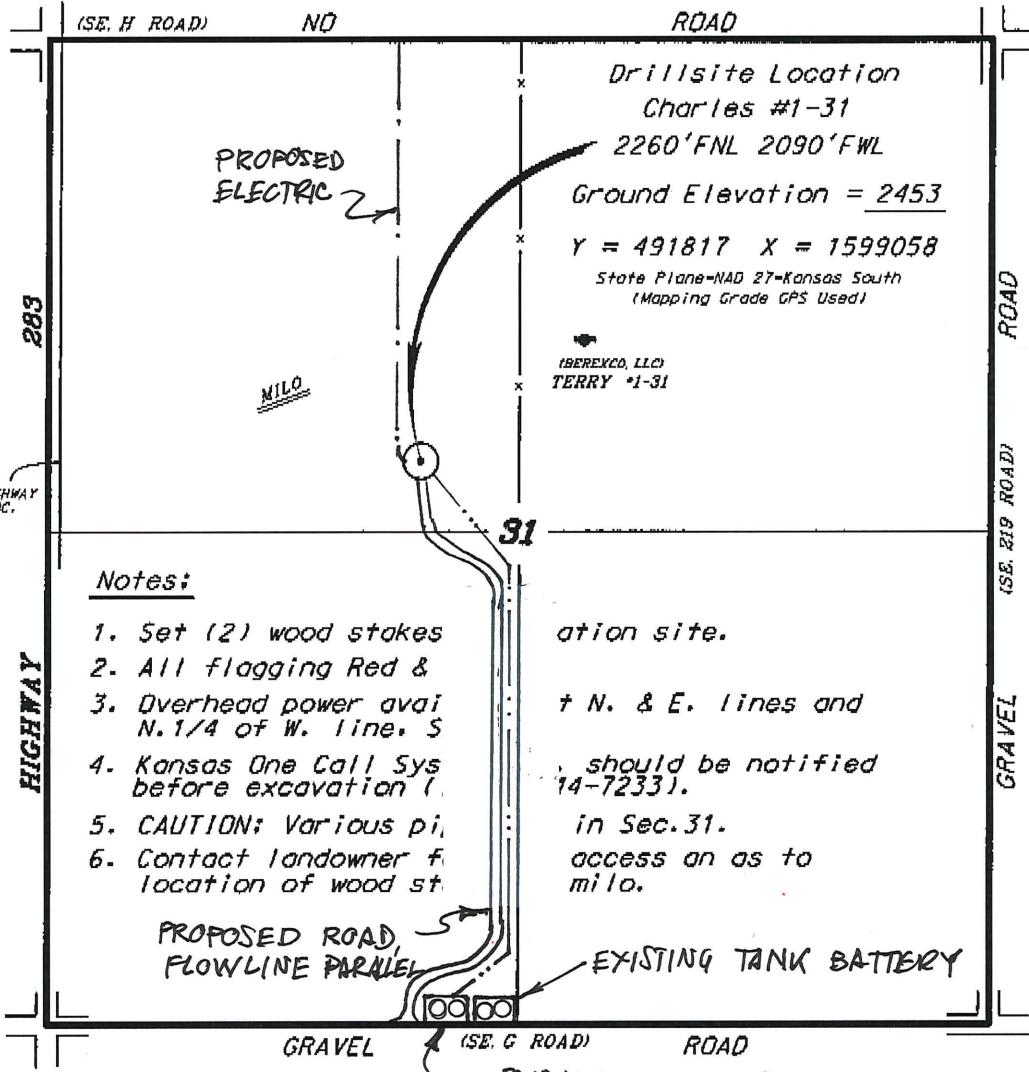 (SE. H ROAD) NO ROAD
Drillsite Location
Charles #1-31
2260'FNL 2090'FWL
PROPOSED
ELECTRIC
Ground Elevation = 2453
Y = 491817 X = 1599058
State Plane-NAD 27-Kansas South
(Mapping Grade GPS Used)
283
ROAD
(BEREXCO, LLC)
TERRY #1-31
MILO
(SE. 219 ROAD)
31
Notes:
1. Set (2) wood stakes ation site.
2. All flagging Red &
3. Overhead power avai t N. & E. lines and
N.1/4 of W. line. S
HIGHWAY
GRAVEL
4. Kansas One Call Sys should be notified
before excavation ( 14-7233).
5. CAUTION: Various pi in Sec.31.
6. Contact landowner f access an as to
location of wood st milo.
PROPOSED ROAD,
FLOWLINE PARALLEL
EXISTING TANK BATTERY
GRAVEL (SE. G ROAD) ROAD